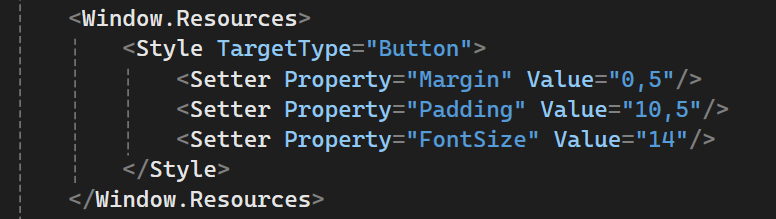 <Window.Resources>
<Style TargetType="Button">
<Setter Property="Margin" Value="0,5"/>
<Setter Property="Padding" Value="10,5"/>
<Setter Property="FontSize" Value="14"/>
</Style>
</Window.Resources>